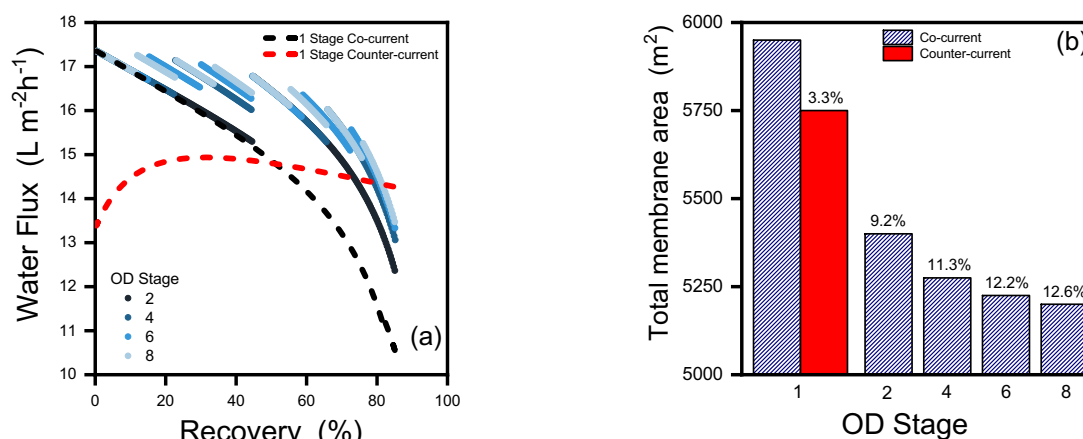 18
17
16
15
14
13
12
11
10
Water Flux (L m⁻²h⁻¹)
1 Stage Co-current
1 Stage Counter-current
OD Stage
2
4
6
8
(a)
0 20 40 60 80 100
Recovery (%)
6000
5750
5500
5250
5000
Total membrane area (m²)
Co-current
Counter-current
(b)
3.3%
9.2%
11.3%
12.2%
12.6%
1 2 4 6 8
OD Stage